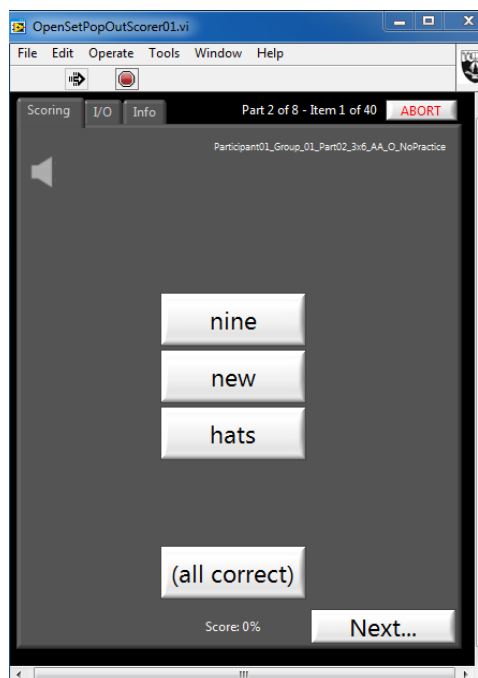 OpenSetPopOutScorer01.vi
File Edit Operate Tools Window Help
Scoring I/O Info Part 2 of 8 - Item 1 of 40 ABORT
Participant01_Group_01_Part02_3x6_AA_O_NoPractice
nine
new
hats
(all correct)
Score: 0% Next...